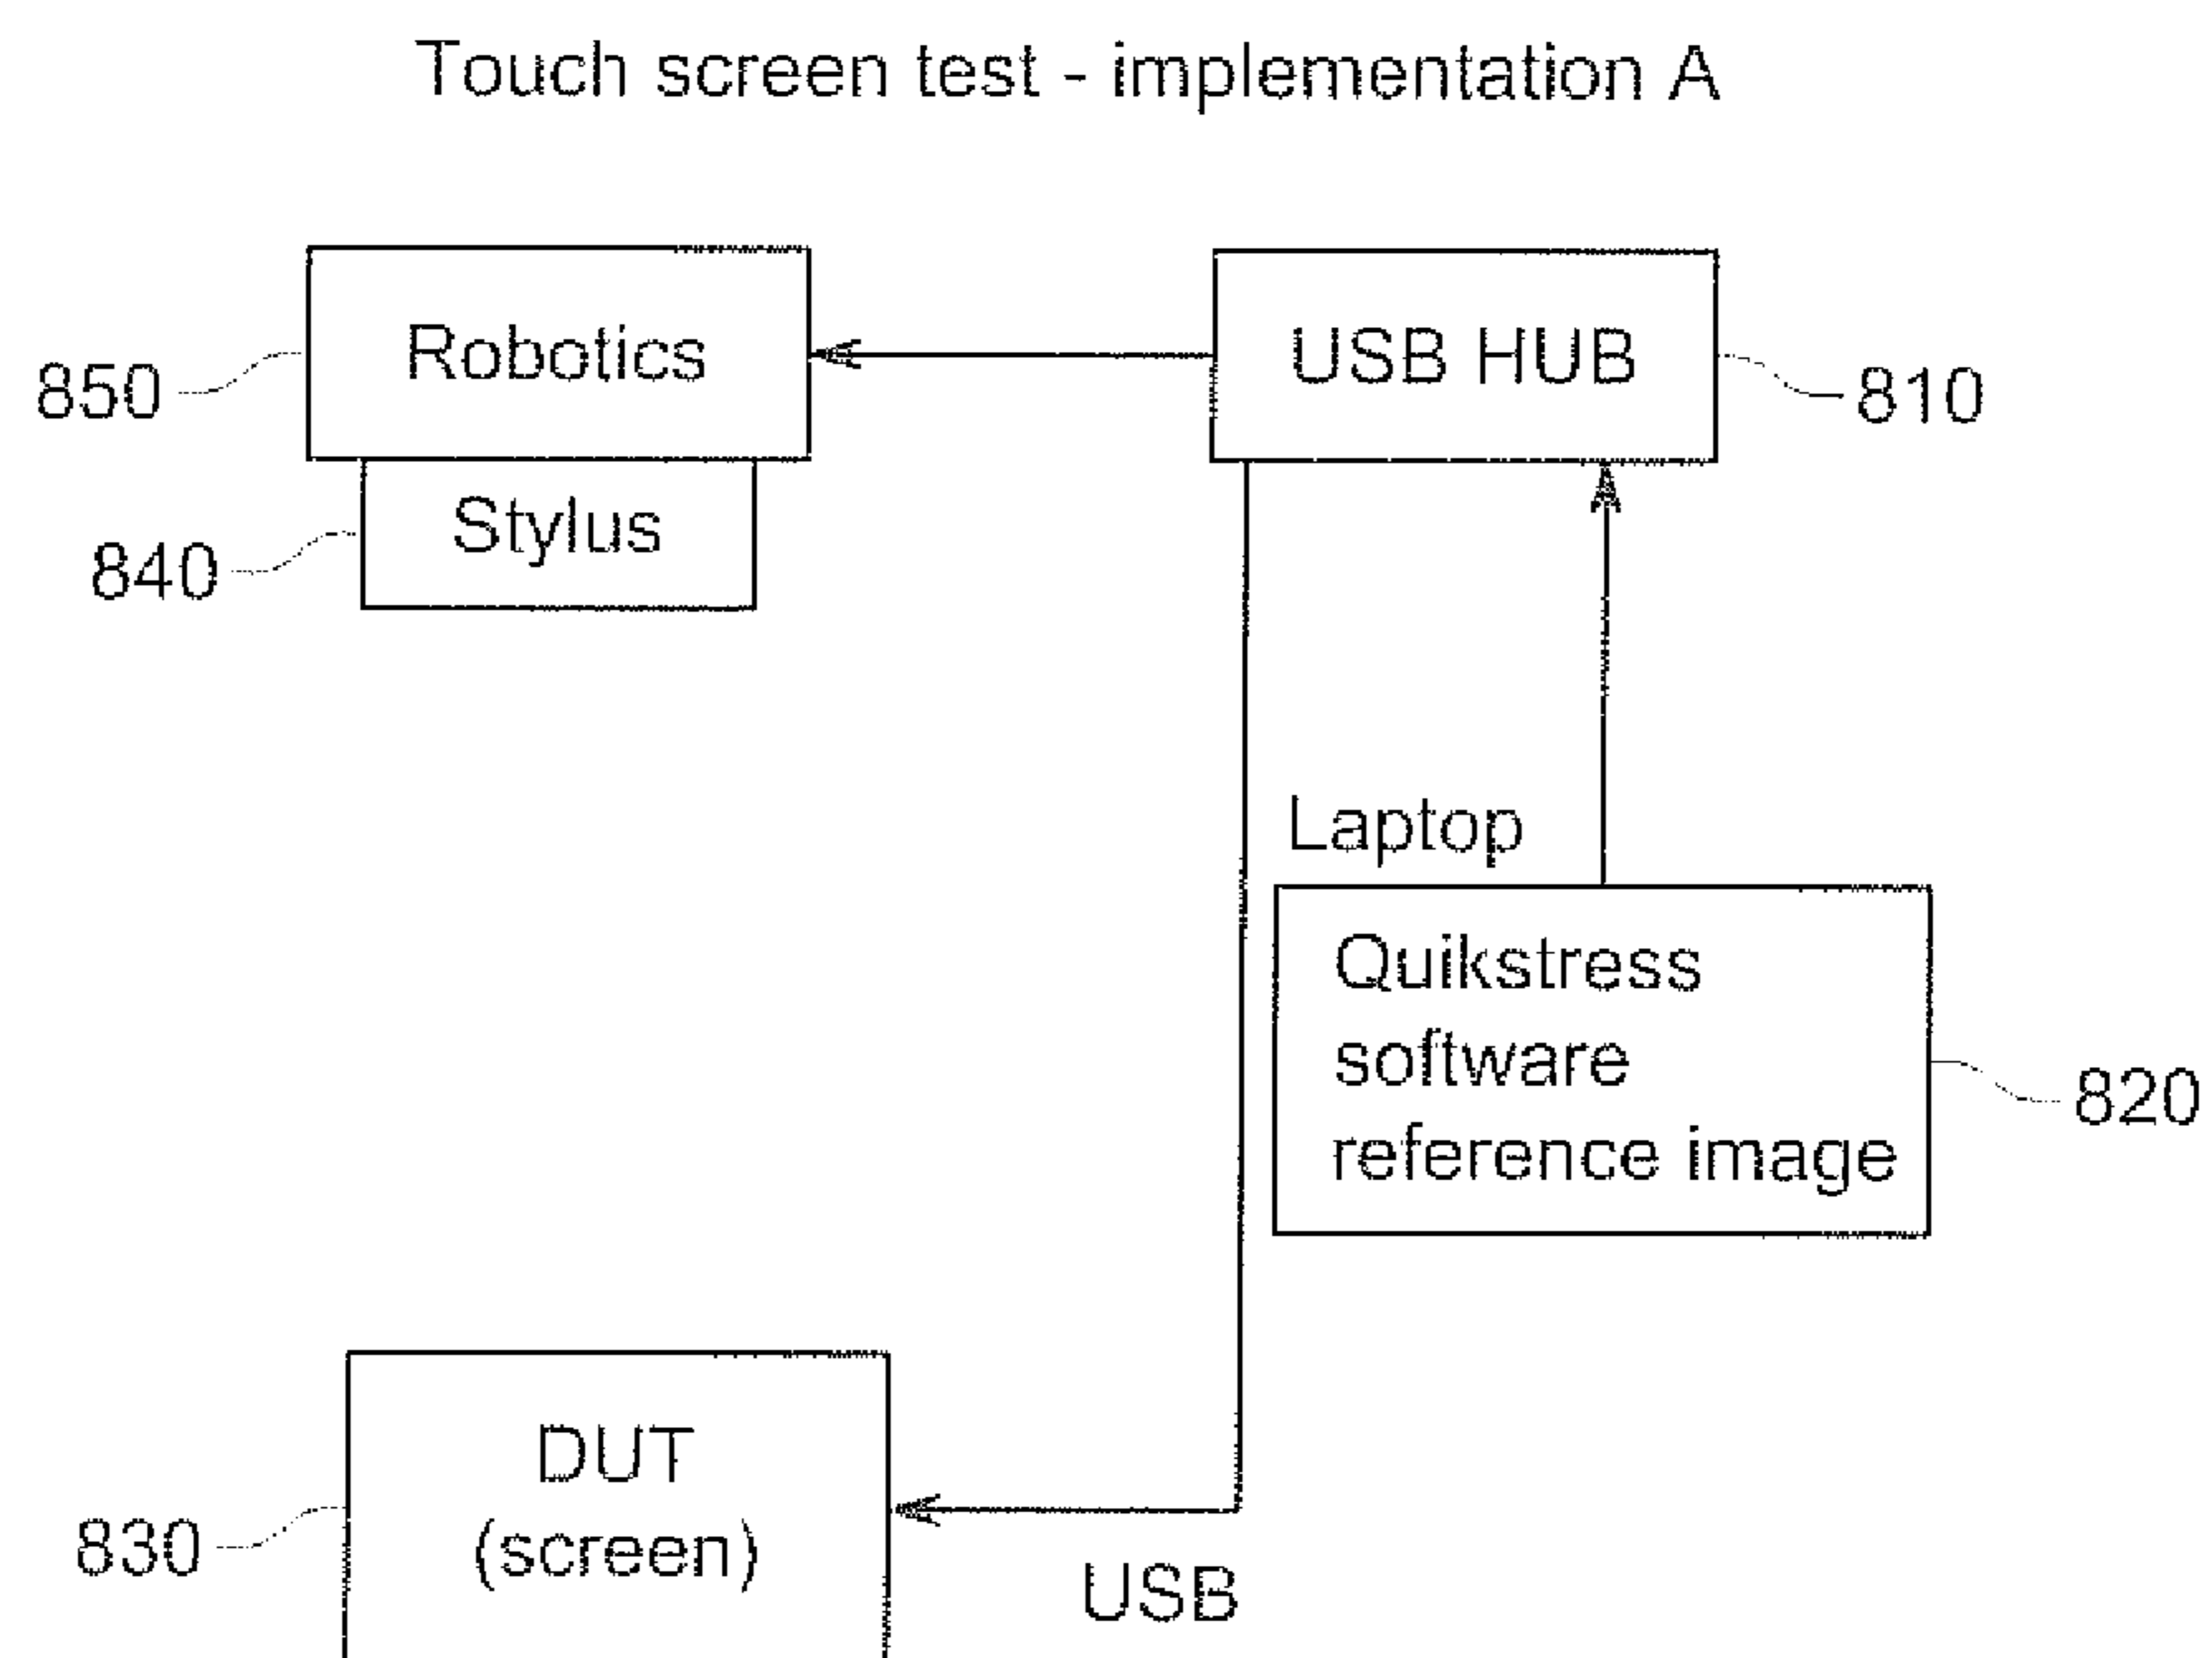 Touch screen test - implementation A
Robotics
USB HUB
850
810
Stylus
840
Laptop
Quikstress
software
reference image
820
DUT
(screen)
830
USB